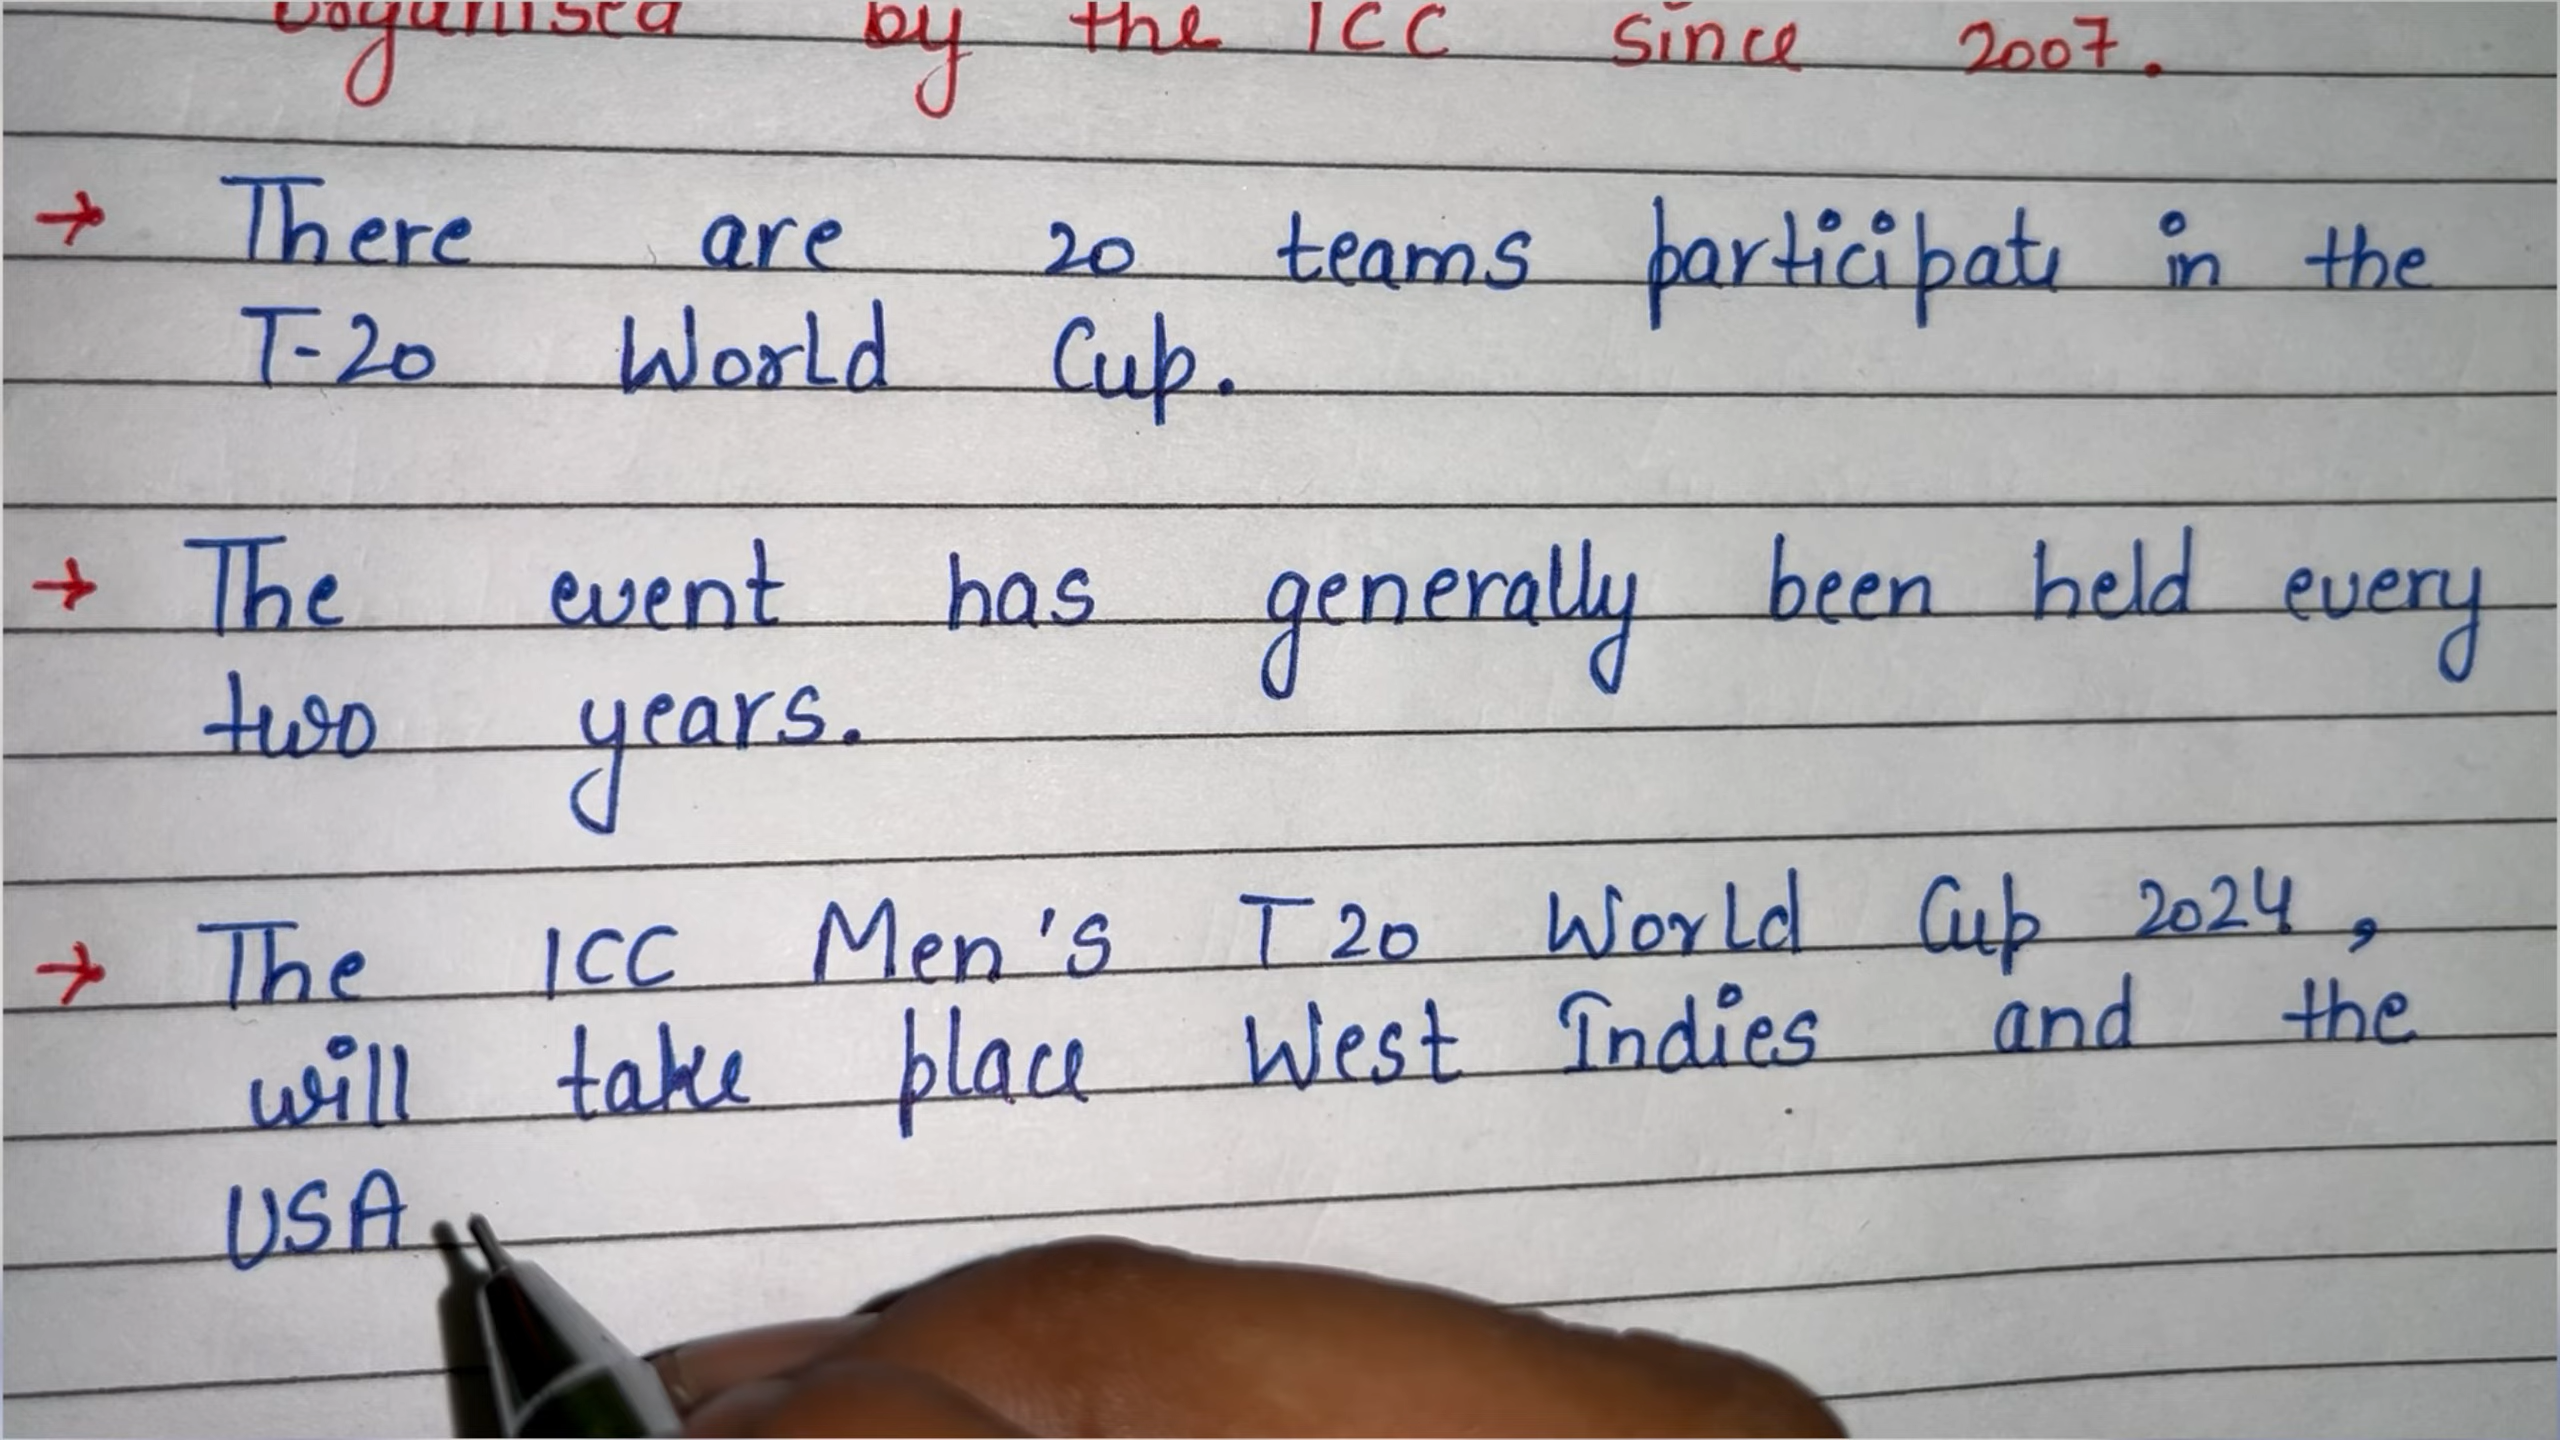 organised by the ICC since 2007.
→ There are 20 teams participate in the
T-20 World Cup.
→ The event has generally been held every
two years.
→ The ICC Men's T20 World Cup 2024,
will take place West Indies and the
USA